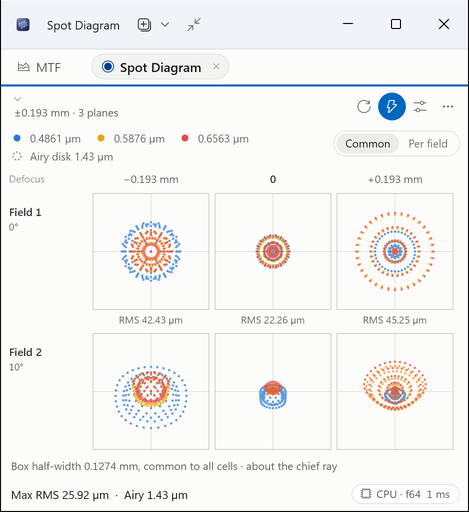 Spot Diagram
MTF
Spot Diagram
±0.193 mm · 3 planes
0.4861 µm 0.5876 µm 0.6563 µm
Airy disk 1.43 µm
Common Per field
Defocus −0.193 mm 0 +0.193 mm
Field 1
0°
RMS 42.43 µm RMS 22.26 µm RMS 45.25 µm
Field 2
10°
Box half-width 0.1274 mm, common to all cells · about the chief ray
Max RMS 25.92 µm · Airy 1.43 µm
CPU · f64 1 ms